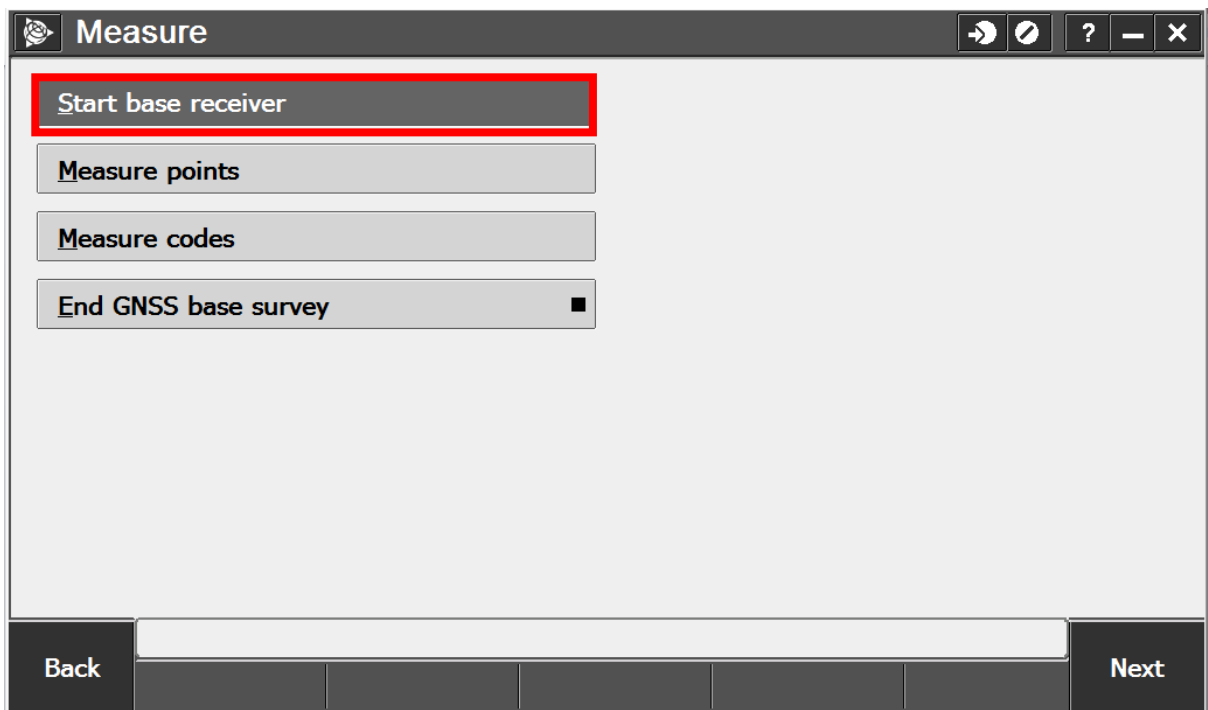 Measure
?
Start base receiver
Measure points
Measure codes
End GNSS base survey
Back
Next